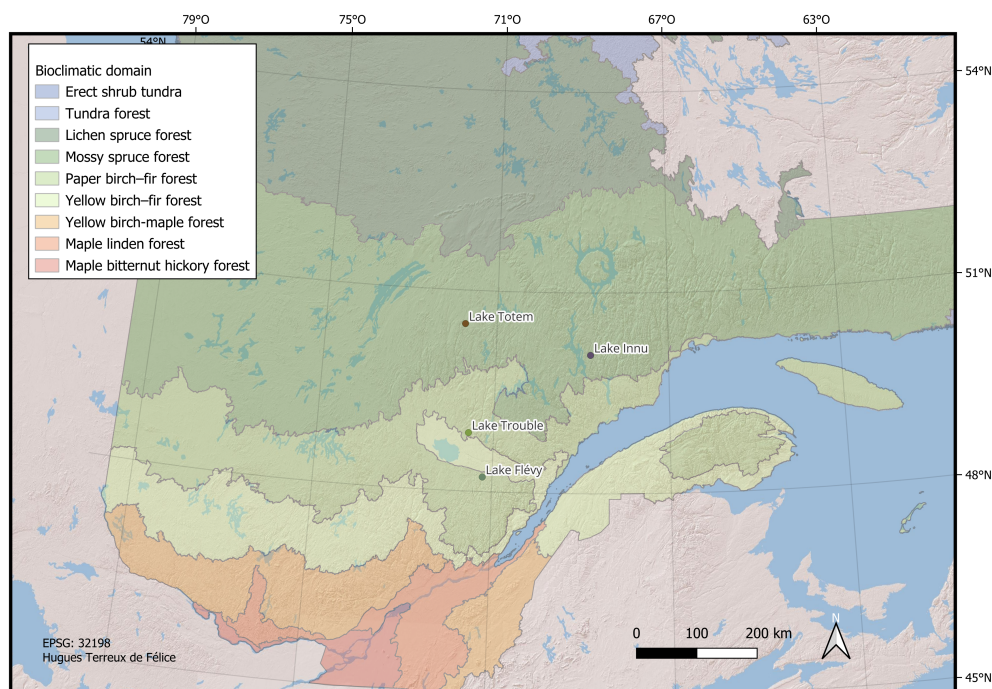 79°O 75°O 71°O 67°O 63°O
54°N
Bioclimatic domain
Erect shrub tundra
Tundra forest
Lichen spruce forest
Mossy spruce forest
Paper birch–fir forest
Yellow birch–fir forest
Yellow birch-maple forest
Maple linden forest
Maple bitternut hickory forest
54°N
51°N
Lake Totem
Lake Innu
Lake Trouble
Lake Flévy
48°N
EPSG: 32198
Hugues Terreux de Félice
0 100 200 km
N
45°N